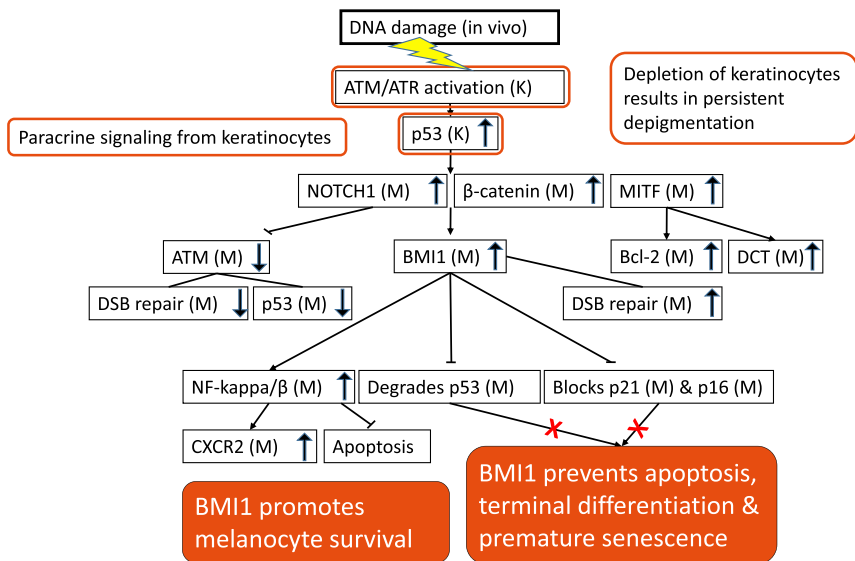 DNA damage (in vivo)
ATM/ATR activation (K)
Depletion of keratinocytes
results in persistent
depigmentation
Paracrine signaling from keratinocytes
p53 (K)
NOTCH1 (M)
β-catenin (M)
MITF (M)
ATM (M)
BMI1 (M)
Bcl-2 (M)
DCT (M)
DSB repair (M)
p53 (M)
DSB repair (M)
NF-kappa/β (M)
Degrades p53 (M)
Blocks p21 (M) & p16 (M)
CXCR2 (M)
Apoptosis
BMI1 promotes
melanocyte survival
BMI1 prevents apoptosis,
terminal differentiation &
premature senescence